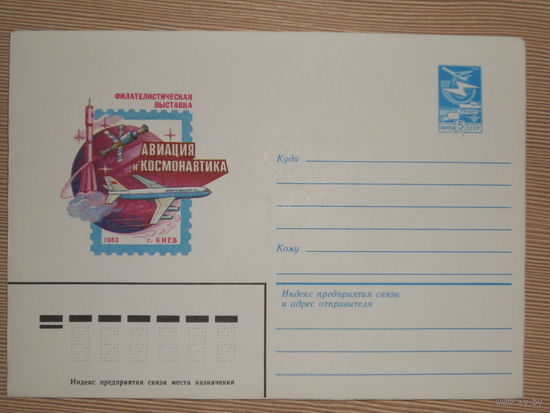 ФИЛАТЕЛИСТИЧЕСКАЯ
ВЫСТАВКА
АВИАЦИЯ
И КОСМОНАВТИКА
1983 г. КИЕВ
5
СССР
Куда
Кому
Индекс предприятия связи
и адрес отправителя
Индекс предприятия связи места назначения